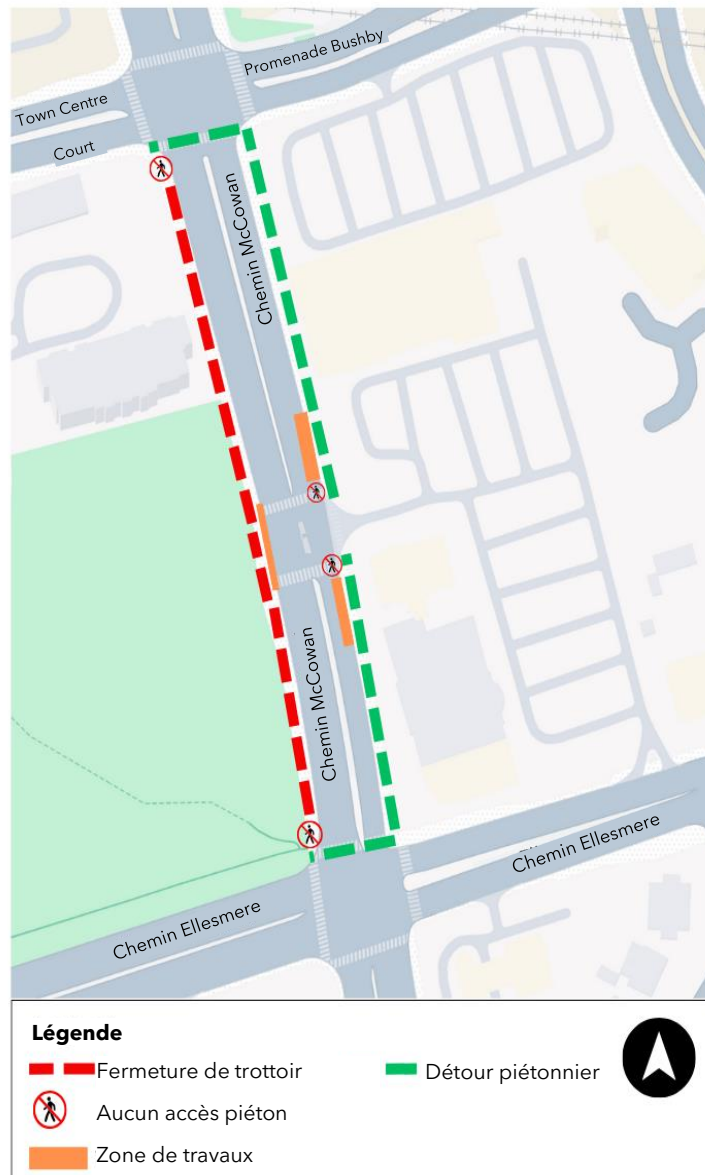 Promenade Bushby
Town Centre
Court
Chemin McCowan
Chemin McCowan
Chemin Ellesmere
Chemin Ellesmere
Légende
Fermeture de trottoir
Détour piétonnier
Aucun accès piéton
Zone de travaux